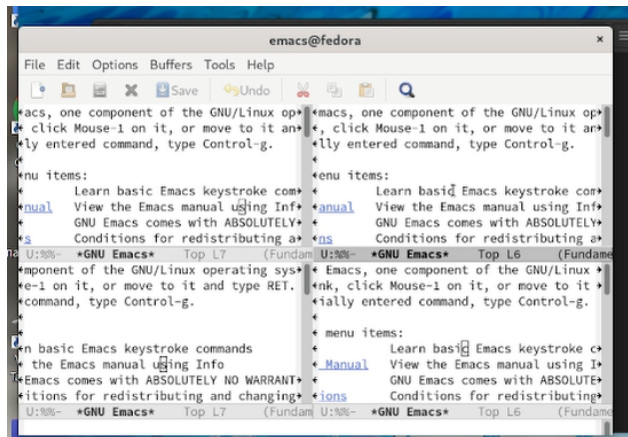 emacs@fedora ×
File Edit Options Buffers Tools Help
Save Undo
acs, one component of the GNU/Linux op
click Mouse-1 on it, or move to it an
ly entered command, type Control-g.
nu items:
Learn basic Emacs keystroke com
nual View the Emacs manual using Inf
GNU Emacs comes with ABSOLUTELY
s Conditions for redistributing a
U:%%- *GNU Emacs* Top L7 (Fundam
macs, one component of the GNU/Linux op
, click Mouse-1 on it, or move to it an
lly entered command, type Control-g.
enu items:
Learn basic Emacs keystroke com
anual View the Emacs manual using Inf
GNU Emacs comes with ABSOLUTELY
ns Conditions for redistributing a
U:%%- *GNU Emacs* Top L6 (Fundame
mponent of the GNU/Linux operating sys
e-1 on it, or move to it and type RET.
command, type Control-g.
n basic Emacs keystroke commands
the Emacs manual using Info
Emacs comes with ABSOLUTELY NO WARRANT
itions for redistributing and changing
U:%%- *GNU Emacs* Top L7 (Fundam
Emacs, one component of the GNU/Linux
nk, click Mouse-1 on it, or move to it
ially entered command, type Control-g.
menu items:
Learn basic Emacs keystroke c
Manual View the Emacs manual using I
GNU Emacs comes with ABSOLUTE
ions Conditions for redistributing
U:%%- *GNU Emacs* Top L6 (Fundame